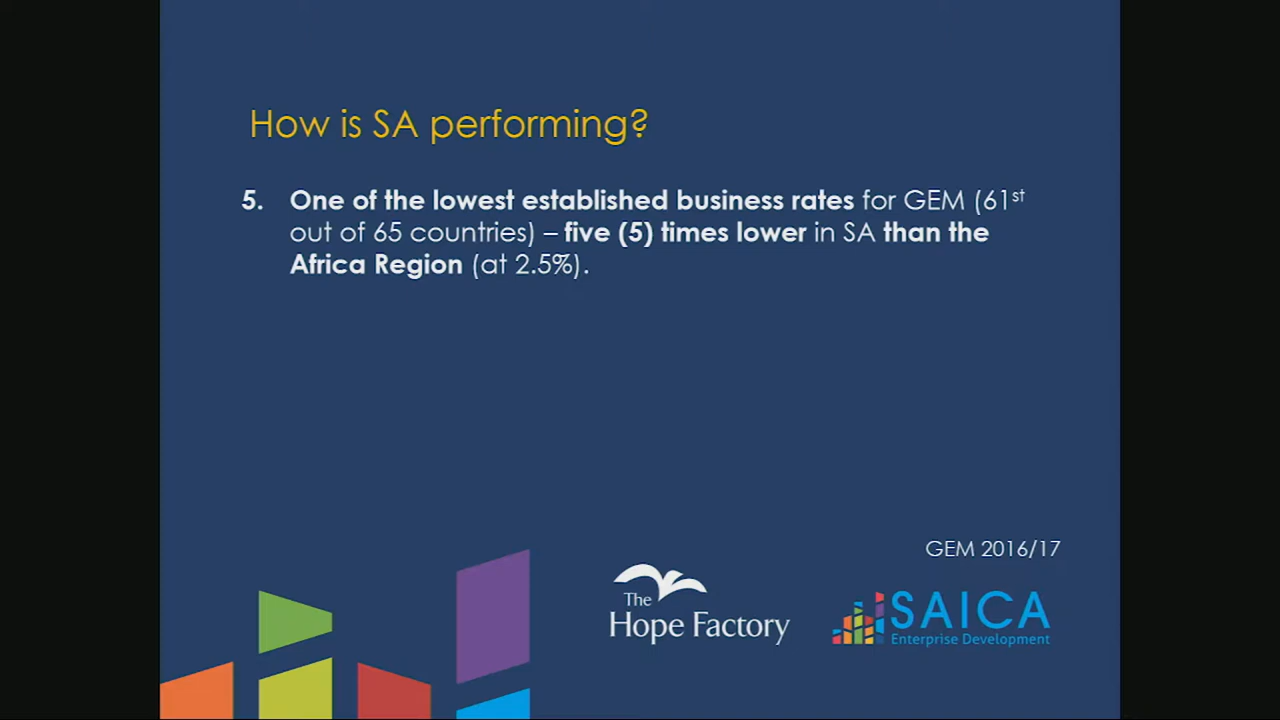 How is SA performing?
5. One of the lowest established business rates for GEM (61st
out of 65 countries) – five (5) times lower in SA than the
Africa Region (at 2.5%).
GEM 2016/17
The
Hope Factory
SAICA
Enterprise Development